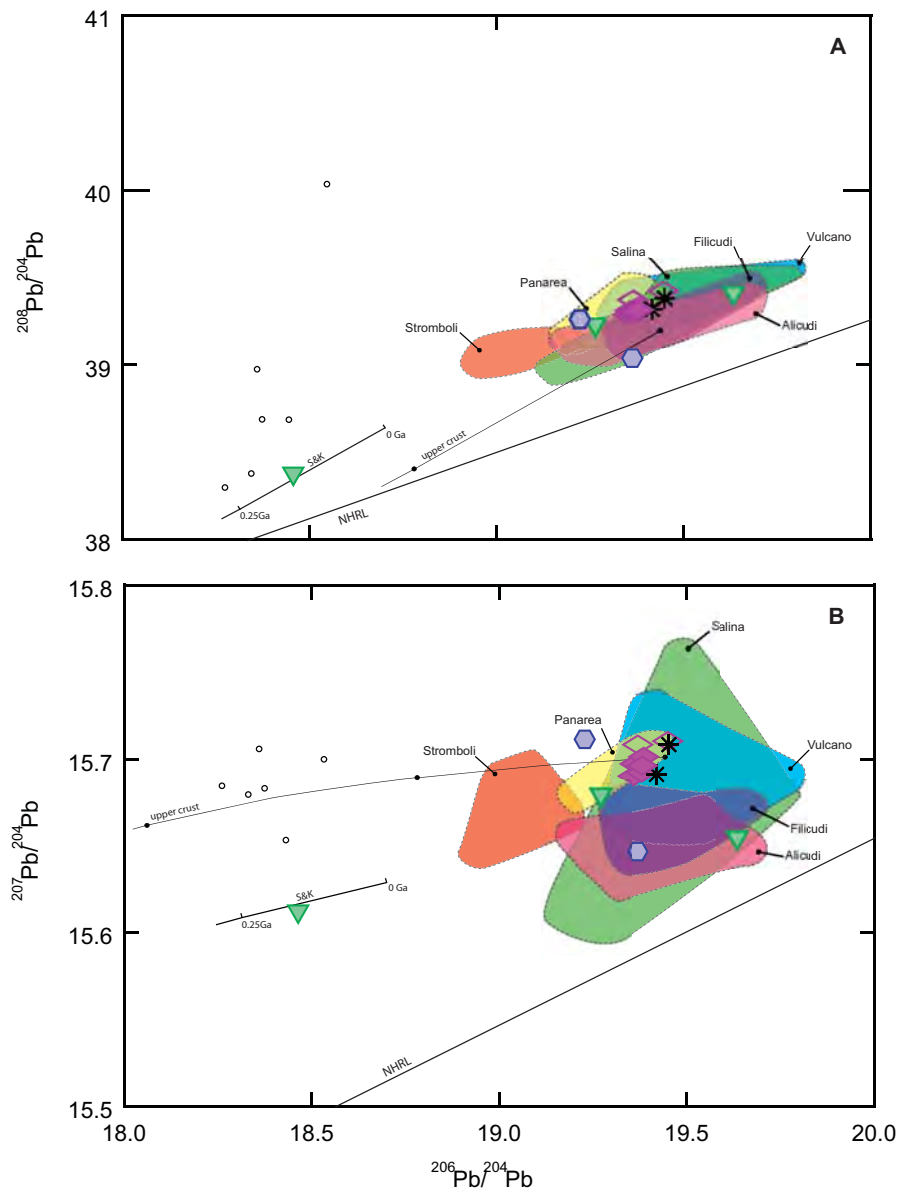 41
A
40
208Pb/204Pb
Vulcano
Filicudi
Salina
Panarea
Stromboli
Alicudi
39
upper crust
0 Ga
S&K
0.25Ga
NHRL
38
15.8
B
Salina
Panarea
Stromboli
Vulcano
15.7
upper crust
Filicudi
Alicudi
207Pb/204Pb
S&K
0 Ga
0.25Ga
15.6
NHRL
15.5
18.0 18.5 19.0 19.5 20.0
206Pb/204Pb